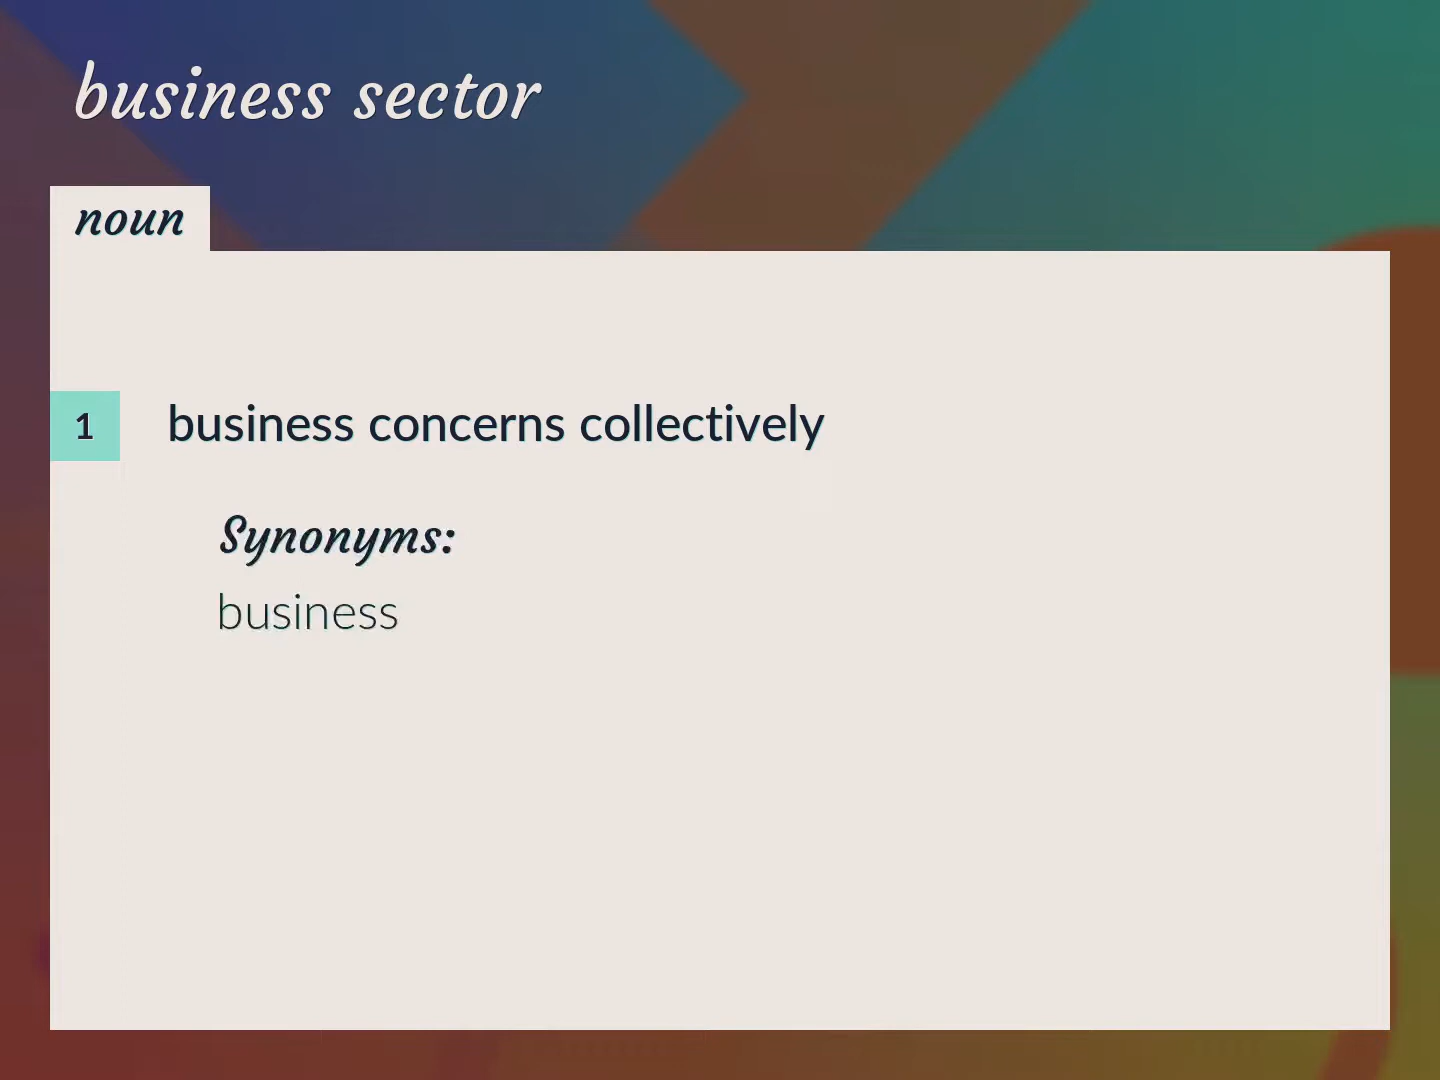 business sector
noun
1 business concerns collectively
Synonyms:
business